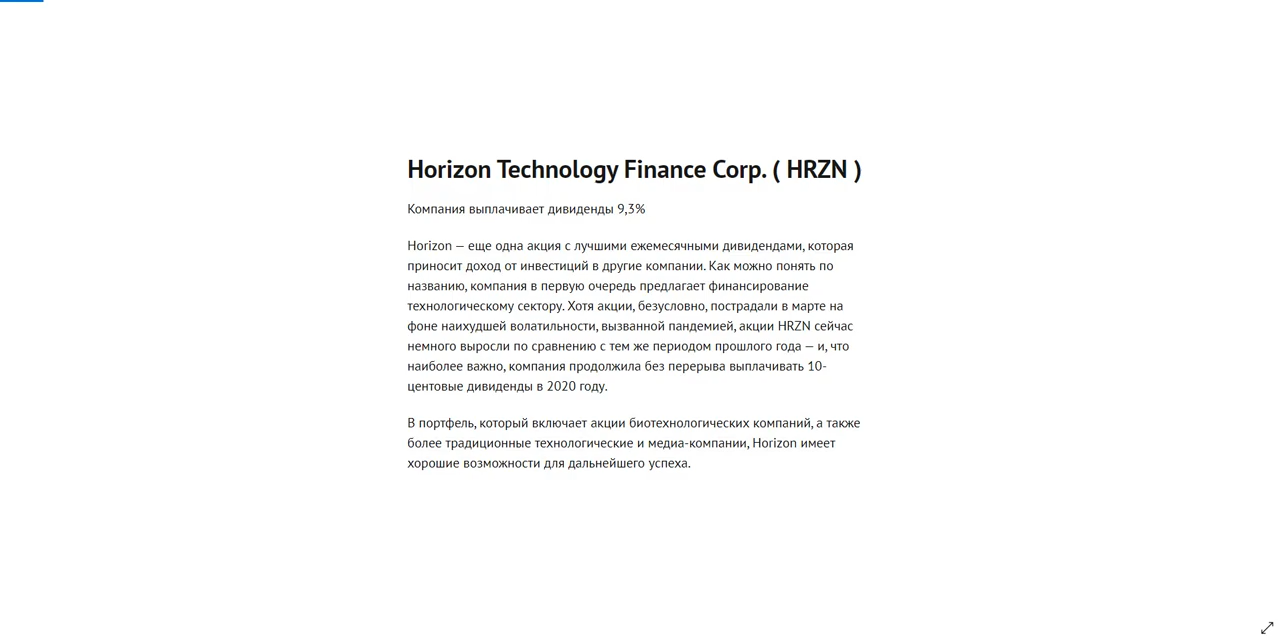 Horizon Technology Finance Corp. ( HRZN )
Компания выплачивает дивиденды 9,3%
Horizon — еще одна акция с лучшими ежемесячными дивидендами, которая
приносит доход от инвестиций в другие компании. Как можно понять по
названию, компания в первую очередь предлагает финансирование
технологическому сектору. Хотя акции, безусловно, пострадали в марте на
фоне наихудшей волатильности, вызванной пандемией, акции HRZN сейчас
немного выросли по сравнению с тем же периодом прошлого года — и, что
наиболее важно, компания продолжила без перерыва выплачивать 10-
центовые дивиденды в 2020 году.
В портфель, который включает акции биотехнологических компаний, а также
более традиционные технологические и медиа-компании, Horizon имеет
хорошие возможности для дальнейшего успеха.